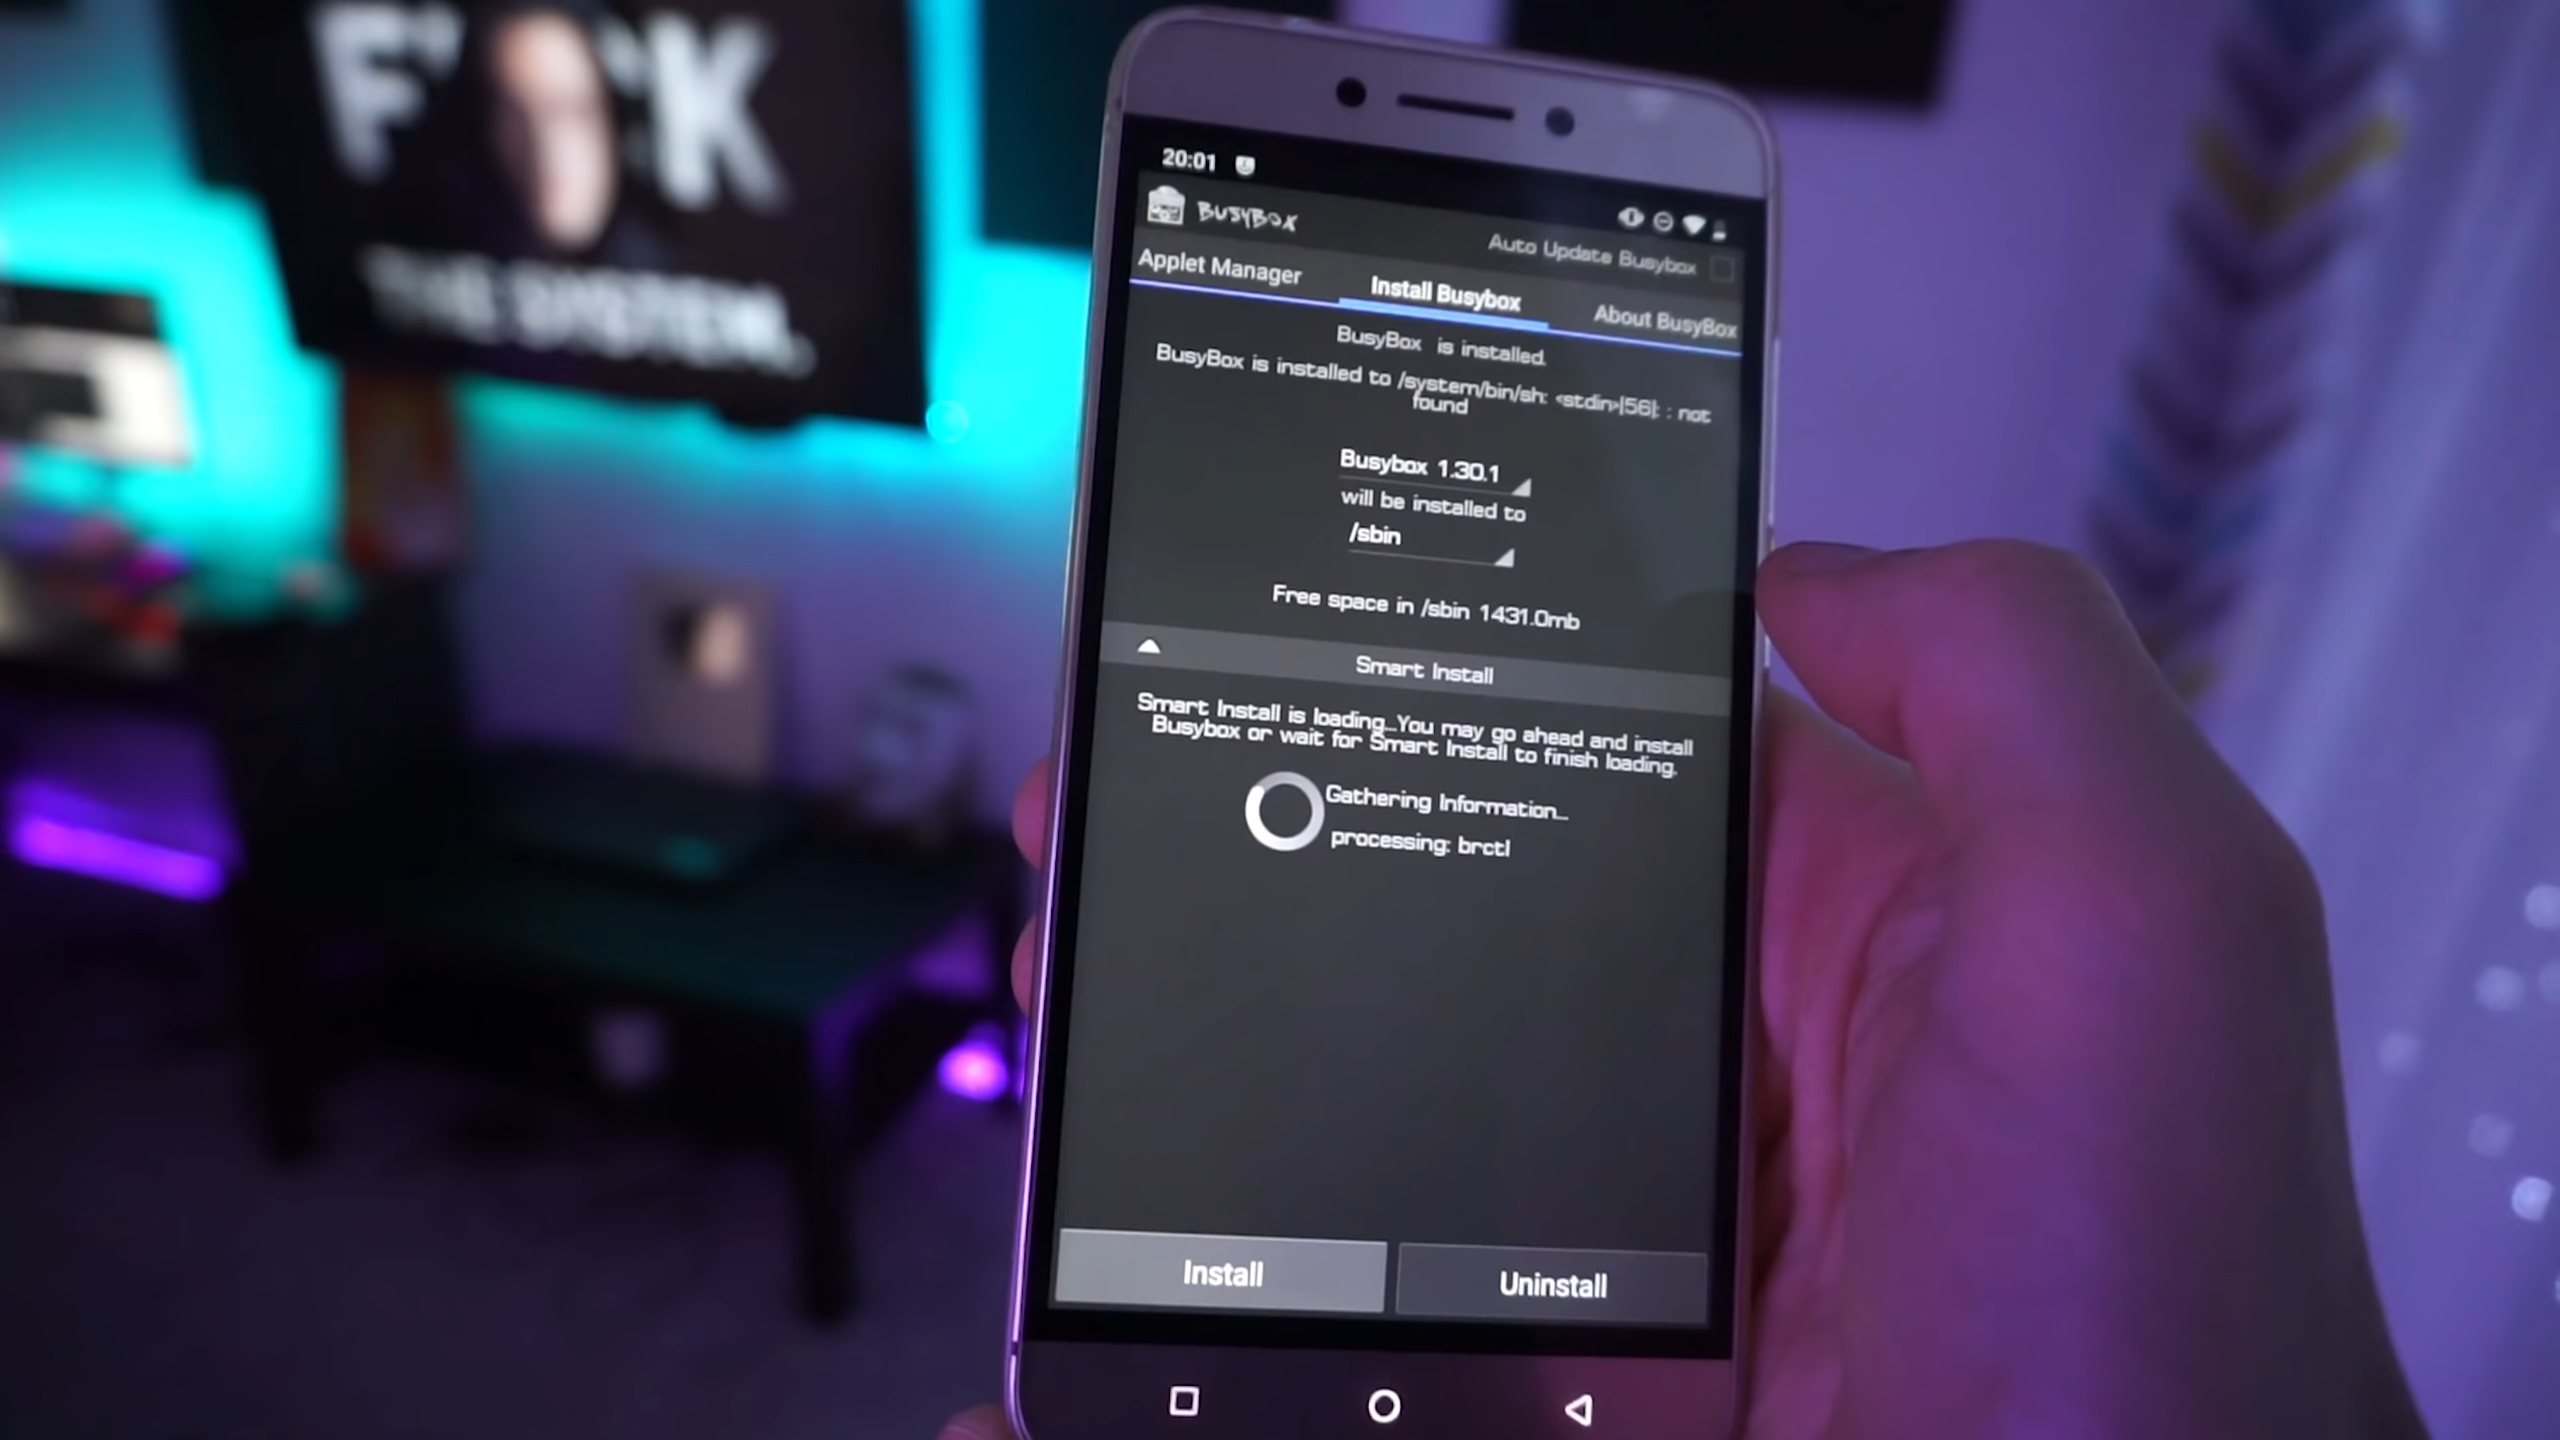 F CK
THE SYSTEM.
20:01
BUSYBOX
Auto Update Busybox
Applet Manager
Install Busybox
About BusyBox
BusyBox is installed.
BusyBox is installed to /system/bin/sh: <stdin>[56]: : not
found
Busybox 1.30.1
will be installed to
/sbin
Free space in /sbin 1431.0mb
Smart Install
Smart Install is loading...You may go ahead and install
Busybox or wait for Smart Install to finish loading.
Gathering Information...
processing: brctl
Install
Uninstall